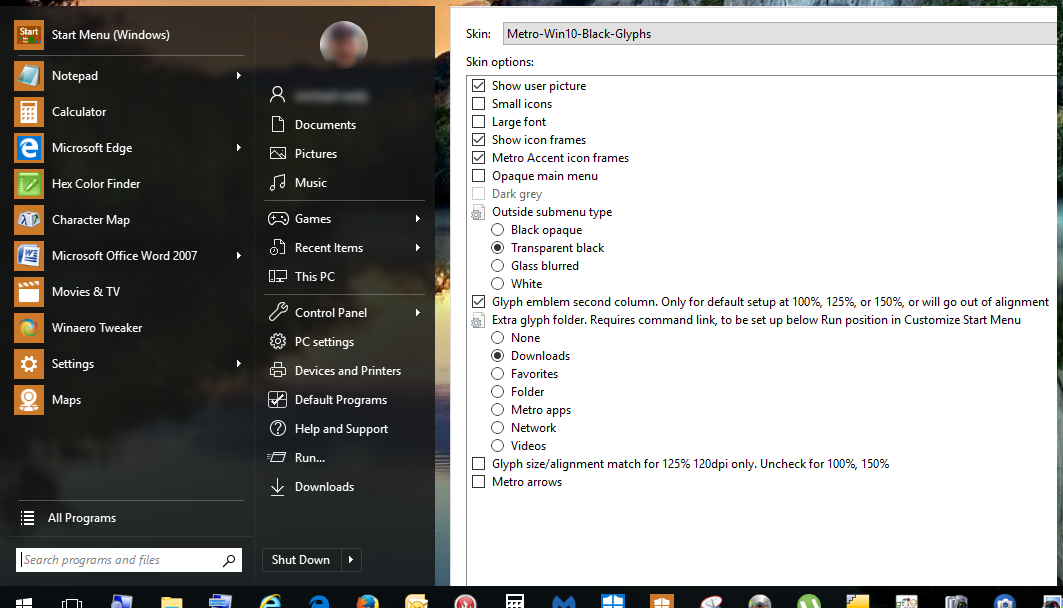 Start Menu (Windows)
Notepad
Calculator
Microsoft Edge
Hex Color Finder
Character Map
Microsoft Office Word 2007
Movies & TV
Winaero Tweaker
Settings
Maps
All Programs
Search programs and files
Documents
Pictures
Music
Games
Recent Items
This PC
Control Panel
PC settings
Devices and Printers
Default Programs
Help and Support
Run...
Downloads
Shut Down
Skin: Metro-Win10-Black-Glyphs
Skin options:
Show user picture
Small icons
Large font
Show icon frames
Metro Accent icon frames
Opaque main menu
Dark grey
Outside submenu type
Black opaque
Transparent black
Glass blurred
White
Glyph emblem second column. Only for default setup at 100%, 125%, or 150%, or will go out of alignment
Extra glyph folder. Requires command link, to be set up below Run position in Customize Start Menu
None
Downloads
Favorites
Folder
Metro apps
Network
Videos
Glyph size/alignment match for 125% 120dpi only. Uncheck for 100%, 150%
Metro arrows